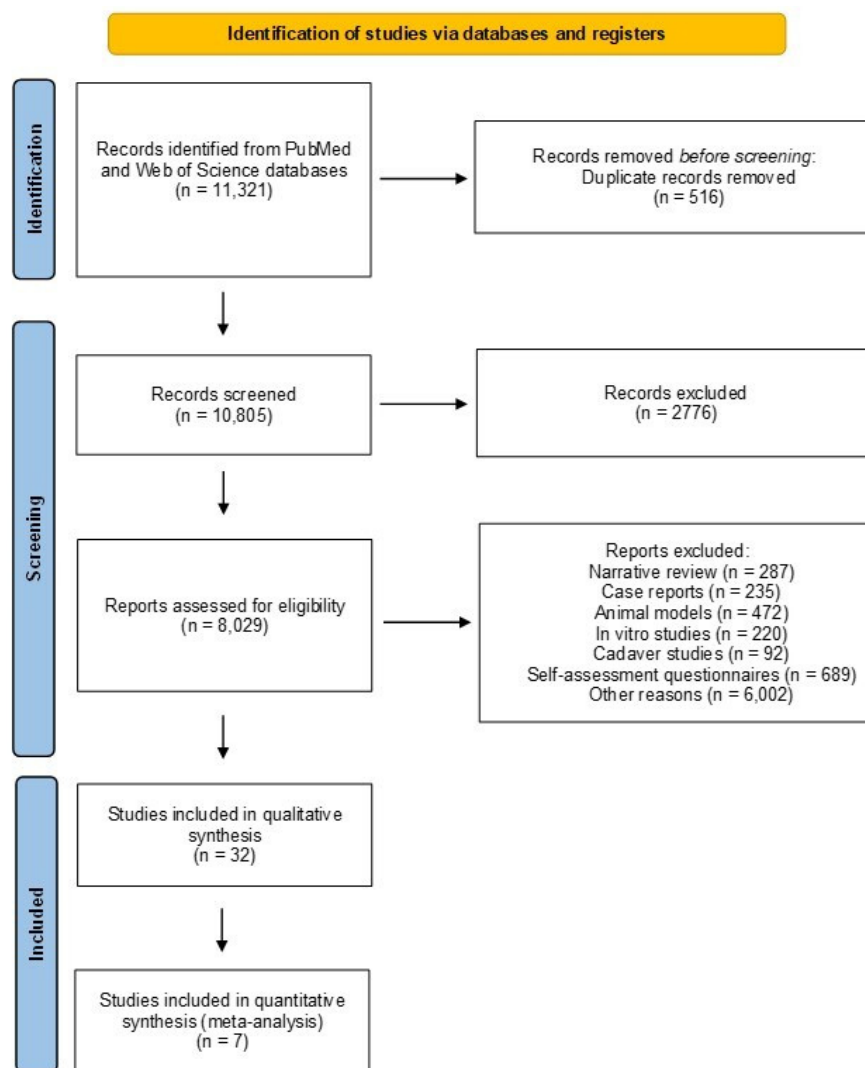 Identification of studies via databases and registers
Identification
Records identified from PubMed
and Web of Science databases
(n = 11,321)
Records removed before screening:
Duplicate records removed
(n = 516)
Screening
Records screened
(n = 10,805)
Records excluded
(n = 2776)
Reports assessed for eligibility
(n = 8,029)
Reports excluded:
Narrative review (n = 287)
Case reports (n = 235)
Animal models (n = 472)
In vitro studies (n = 220)
Cadaver studies (n = 92)
Self-assessment questionnaires (n = 689)
Other reasons (n = 6,002)
Included
Studies included in qualitative
synthesis
(n = 32)
Studies included in quantitative
synthesis (meta-analysis)
(n = 7)